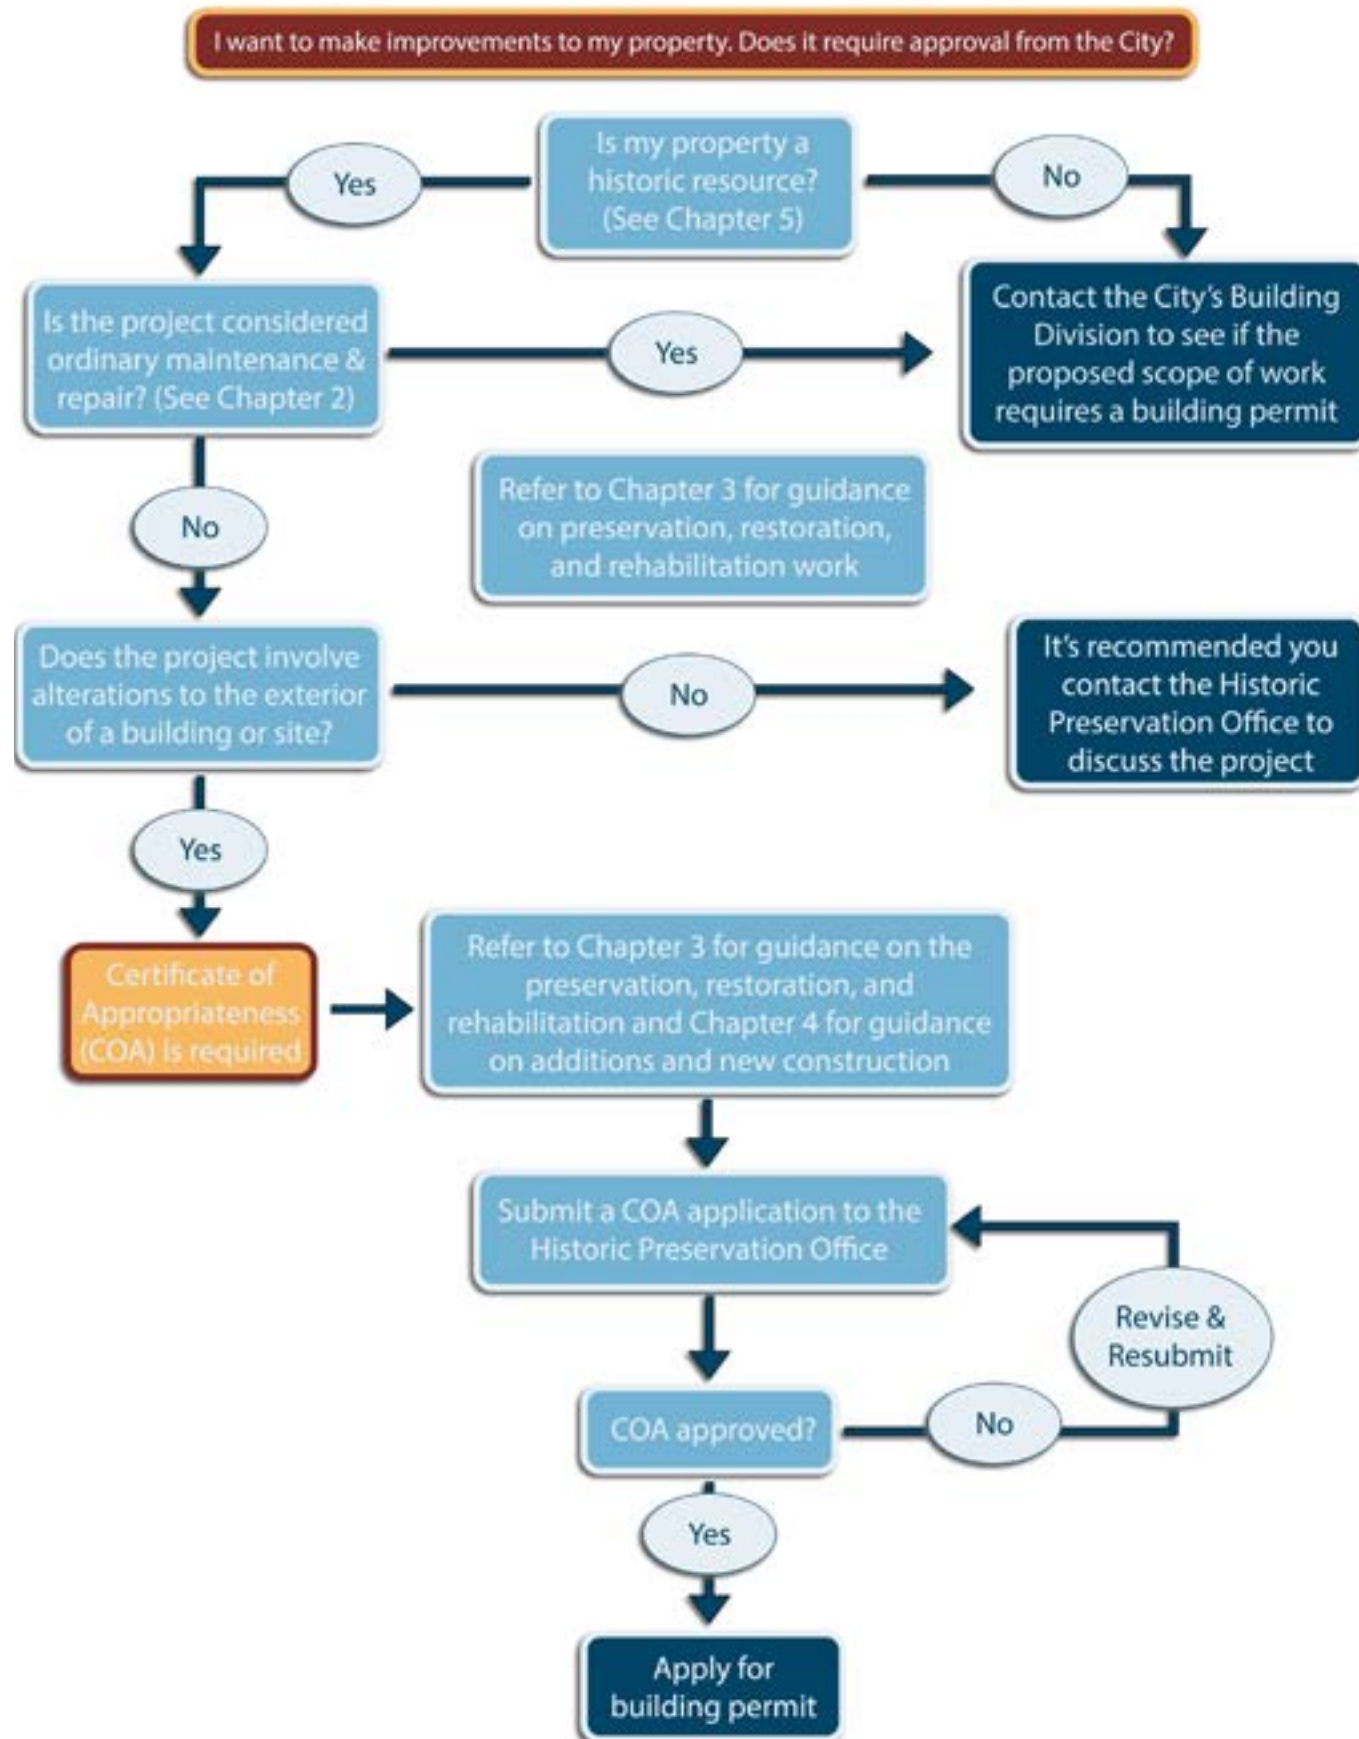 I want to make improvements to my property. Does it require approval from the City?
Is my property a
historic resource?
(See Chapter 5)
Yes
No
Is the project considered
ordinary maintenance &
repair? (See Chapter 2)
Yes
Contact the City's Building
Division to see if the
proposed scope of work
requires a building permit
No
Refer to Chapter 3 for guidance
on preservation, restoration,
and rehabilitation work
Does the project involve
alterations to the exterior
of a building or site?
No
It's recommended you
contact the Historic
Preservation Office to
discuss the project
Yes
Certificate of
Appropriateness
(COA) is required
Refer to Chapter 3 for guidance on the
preservation, restoration, and
rehabilitation and Chapter 4 for guidance
on additions and new construction
Submit a COA application to the
Historic Preservation Office
Revise &
Resubmit
COA approved?
No
Yes
Apply for
building permit